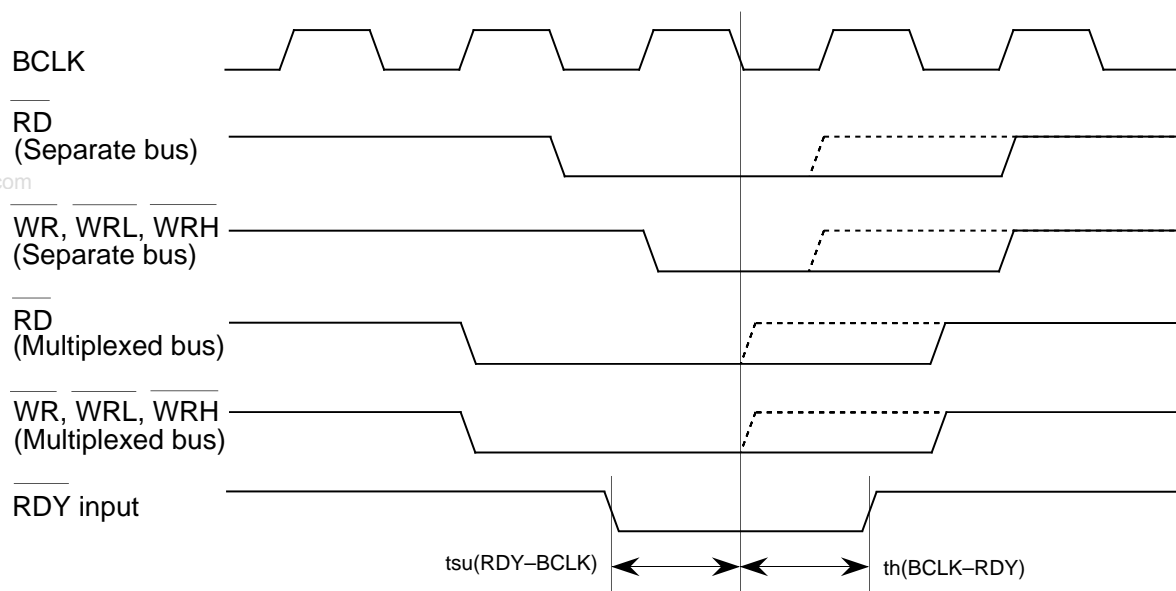 BCLK
RD
(Separate bus)
com
WR, WRL, WRH
(Separate bus)
RD
(Multiplexed bus)
WR, WRL, WRH
(Multiplexed bus)
RDY input
tsu(RDY–BCLK)
th(BCLK–RDY)